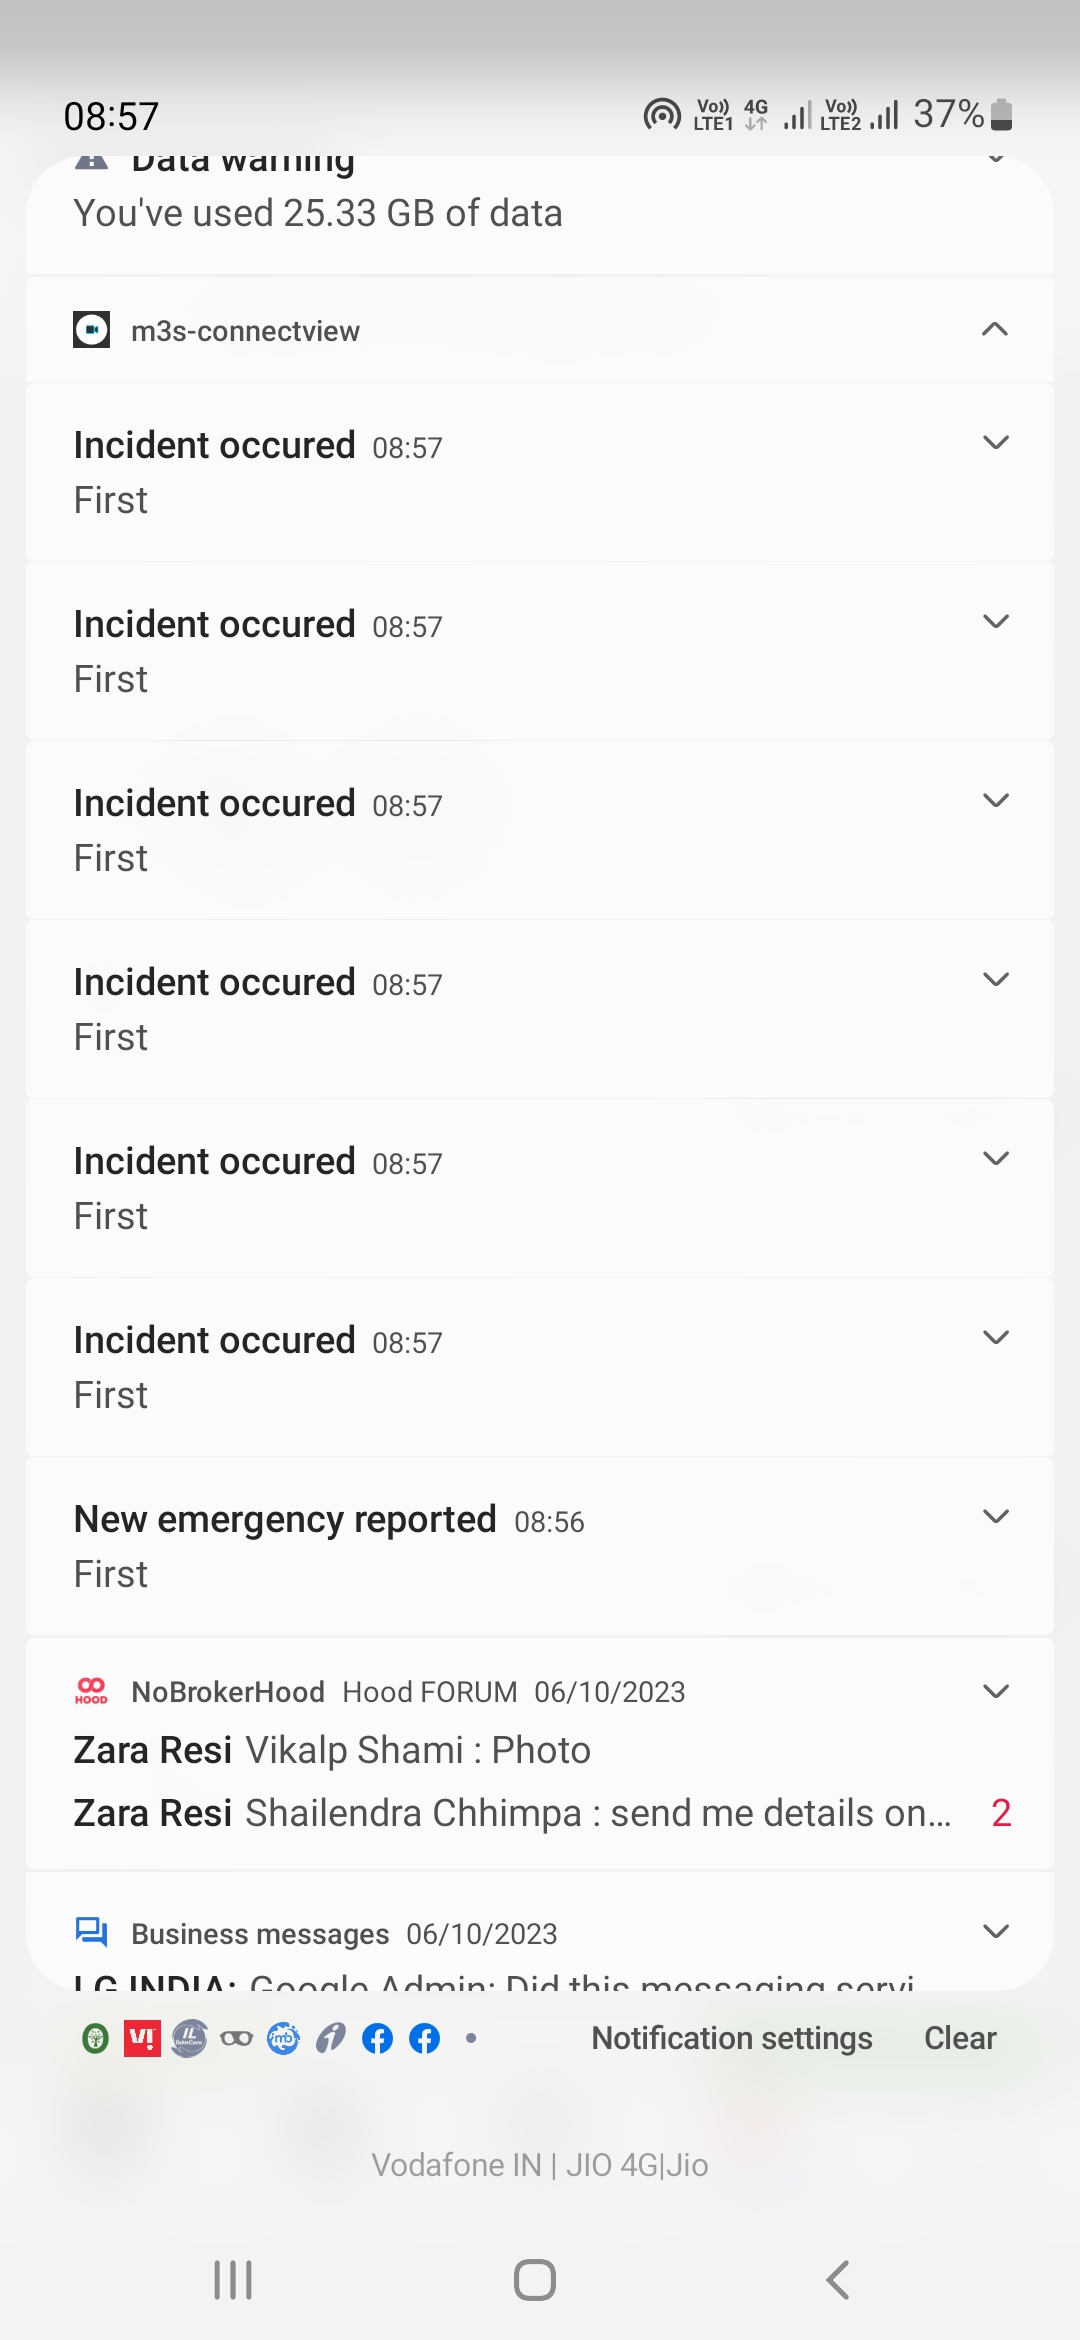 08:57 Vo)) LTE1 4G Vo)) LTE2 37%
Data warning
You've used 25.33 GB of data
m3s-connectview
Incident occured 08:57
First
Incident occured 08:57
First
Incident occured 08:57
First
Incident occured 08:57
First
Incident occured 08:57
First
Incident occured 08:57
First
New emergency reported 08:56
First
HOOD NoBrokerHood Hood FORUM 06/10/2023
Zara Resi Vikalp Shami : Photo
Zara Resi Shailendra Chhimpa : send me details on... 2
Business messages 06/10/2023
LG INDIA: Google Admin: Did this messaging servi
VI! IL TakeCare mb Notification settings Clear
Vodafone IN | JIO 4G|Jio